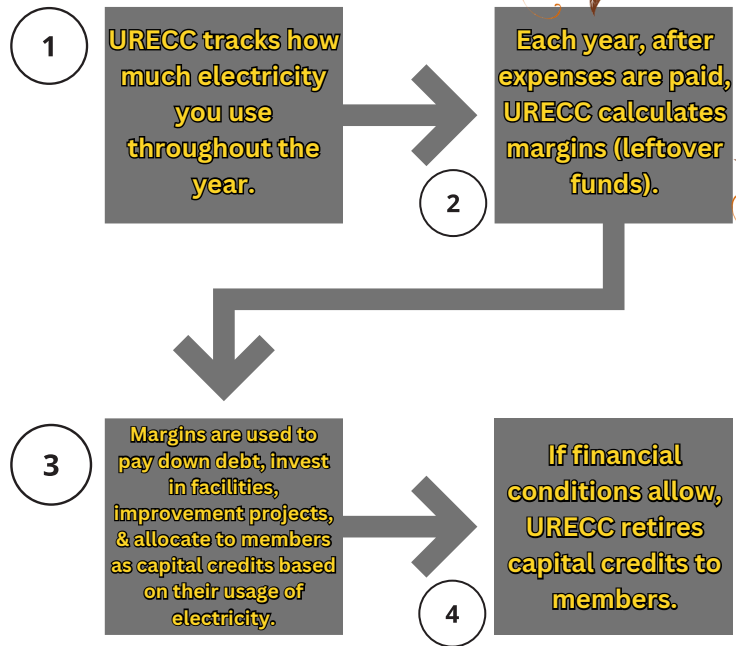 1
URECC tracks how
much electricity
you use
throughout the
year.
2
Each year, after
expenses are paid,
URECC calculates
margins (leftover
funds).
3
Margins are used to
pay down debt, invest
in facilities,
improvement projects,
& allocate to members
as capital credits based
on their usage of
electricity.
4
If financial
conditions allow,
URECC retires
capital credits to
members.